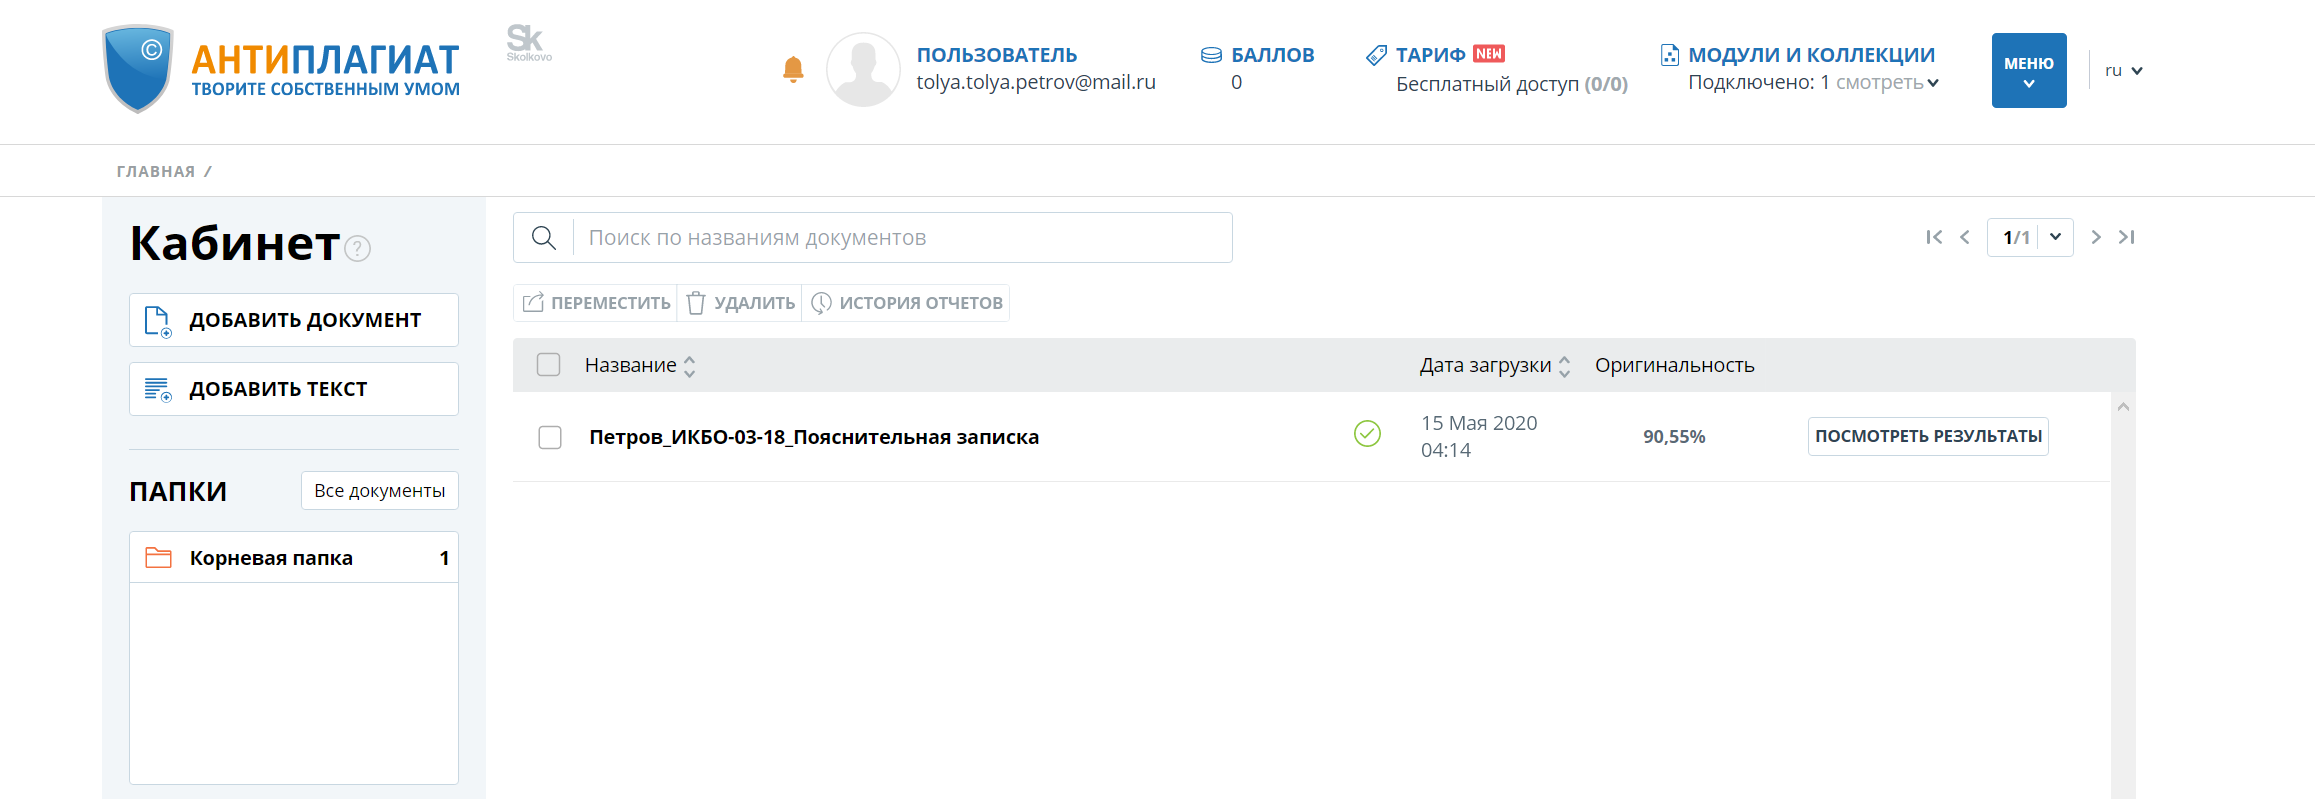 АНТИПЛАГИАТ
ТВОРИТЕ СОБСТВЕННЫМ УМОМ
Sk
Skolkovo
ПОЛЬЗОВАТЕЛЬ
tolya.tolya.petrov@mail.ru
БАЛЛОВ
0
ТАРИФ NEW
Бесплатный доступ (0/0)
МОДУЛИ И КОЛЛЕКЦИИ
Подключено: 1 смотреть
МЕНЮ
ru
ГЛАВНАЯ /
Кабинет ?
ДОБАВИТЬ ДОКУМЕНТ
ДОБАВИТЬ ТЕКСТ
ПАПКИ
Все документы
Корневая папка 1
Поиск по названиям документов
1/1
ПЕРЕМЕСТИТЬ УДАЛИТЬ ИСТОРИЯ ОТЧЕТОВ
Название Дата загрузки Оригинальность
Петров_ИКБО-03-18_Пояснительная записка
15 Мая 2020
04:14
90,55%
ПОСМОТРЕТЬ РЕЗУЛЬТАТЫ